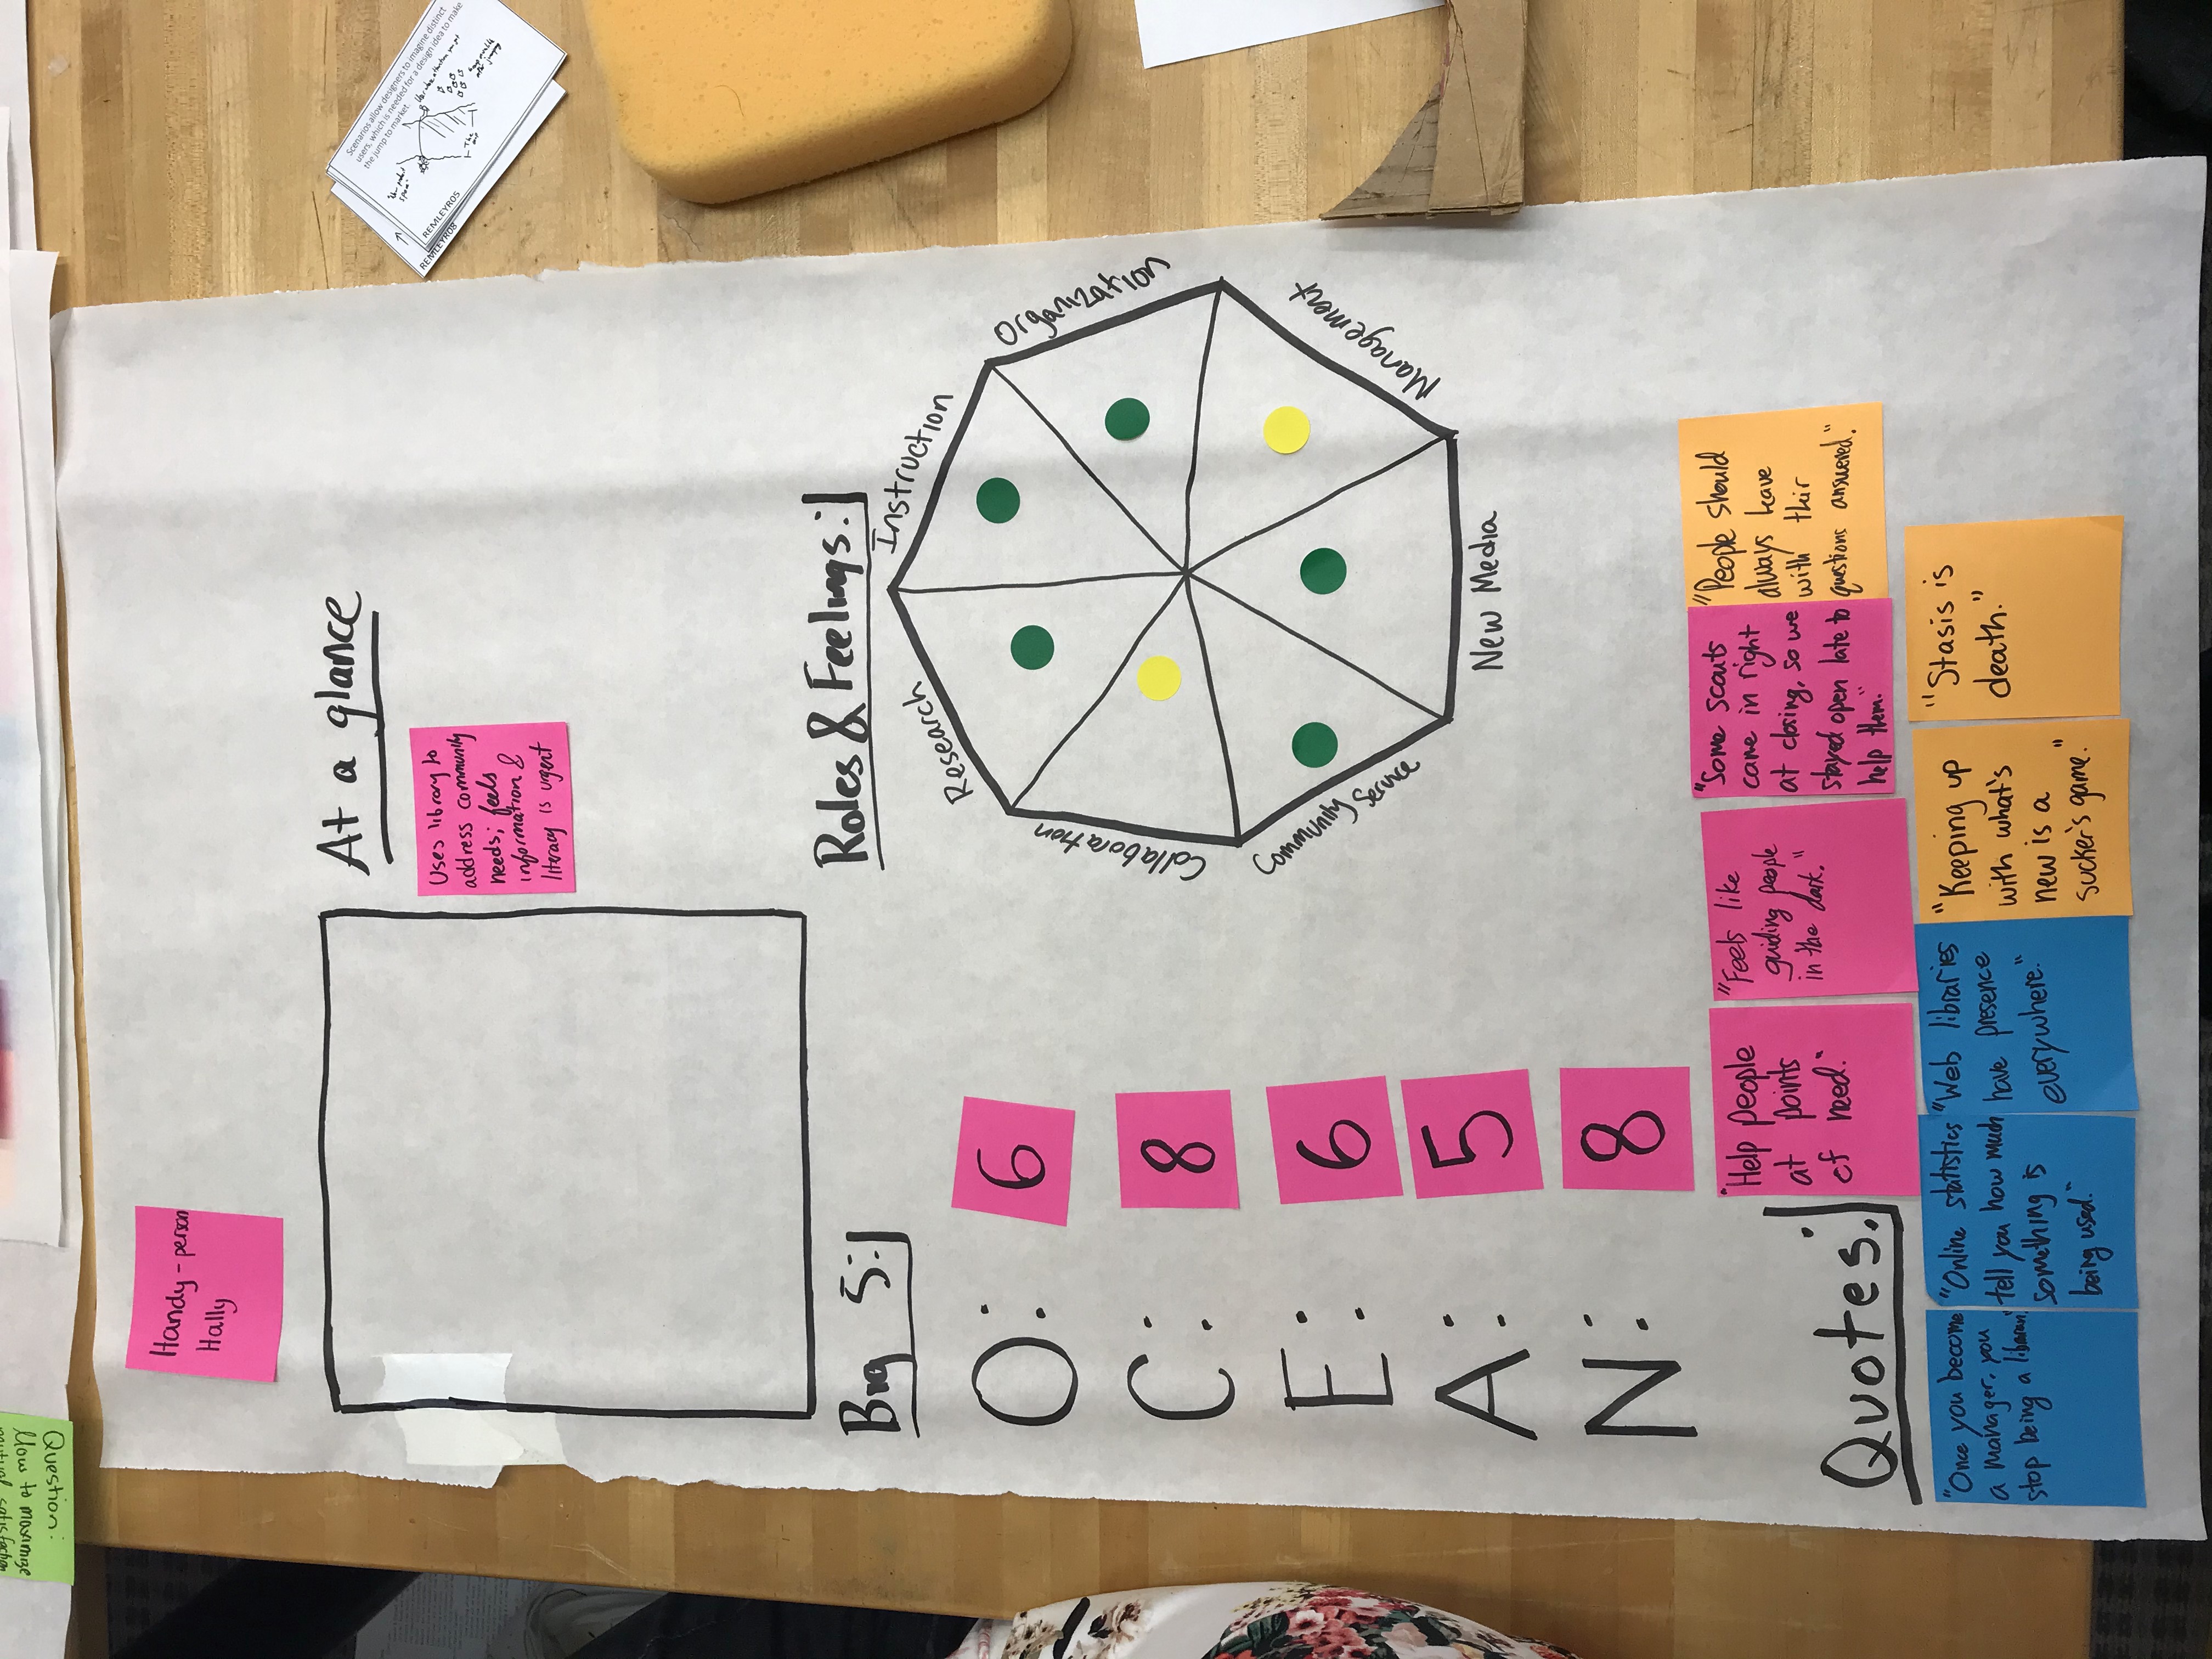 Question:
How to maximize
mutual satisfaction
Handy-person
Hally
At a glance
Uses library to
address community
needs; feels
information &
literacy is urgent
Scenarios allow designers to imagine distinct
users, which is needed for a design idea to make
the jump to market.
REMLEYR05
REMLEYR08
Big 5:
O: 6
C: 8
E: 6
A: 5
N: 8
Roles & Feelings:
Research
Instruction
Organization
Management
New Media
Community Service
Collaboration
Quotes:
"Help people
at points
of need."
"Feels like
guiding people
in the dark."
"Some scouts
came in right
at closing, so we
stayed open late to
help them."
"People should
always leave
with their
questions answered."
"Once you become
a manager, you
stop being a librarian."
"Online statistics
tell you how much
something is
being used."
"Web libraries
have presence
everywhere."
"Keeping up
with what's
new is a
sucker's game."
"Stasis is
death."